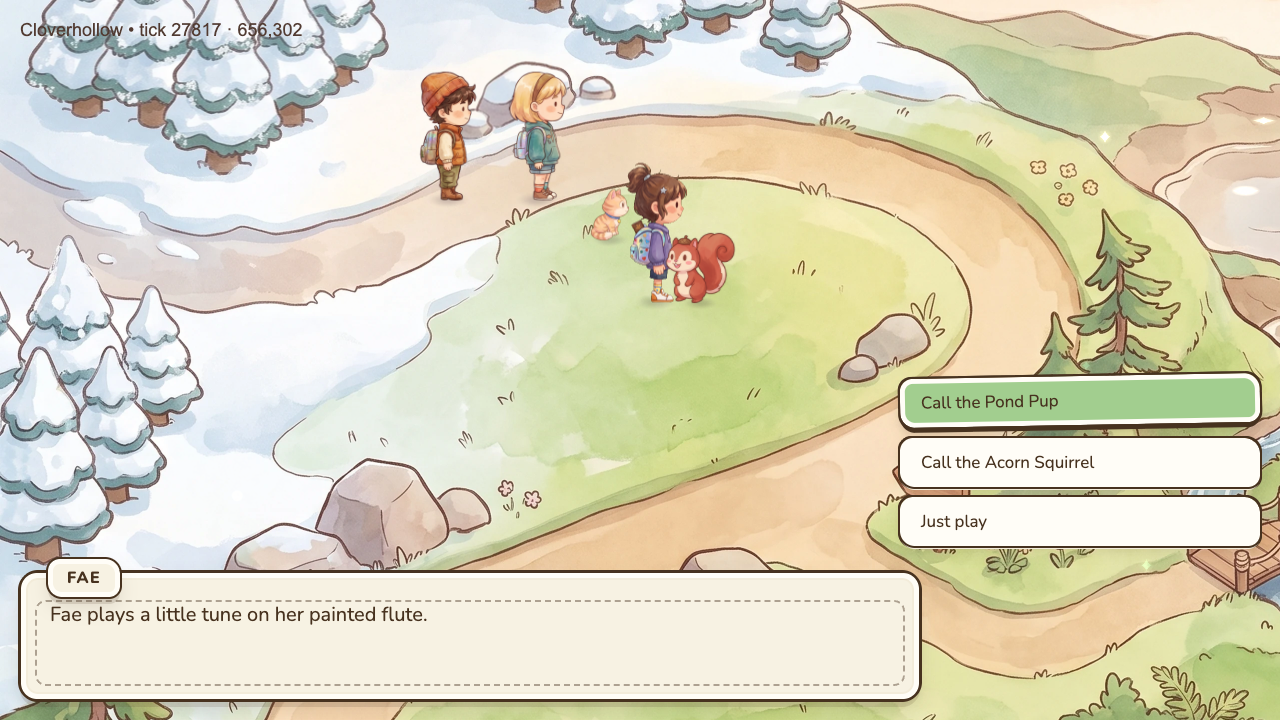 Cloverhollow • tick 27817 · 656,302
Call the Pond Pup
Call the Acorn Squirrel
Just play
FAE
Fae plays a little tune on her painted flute.